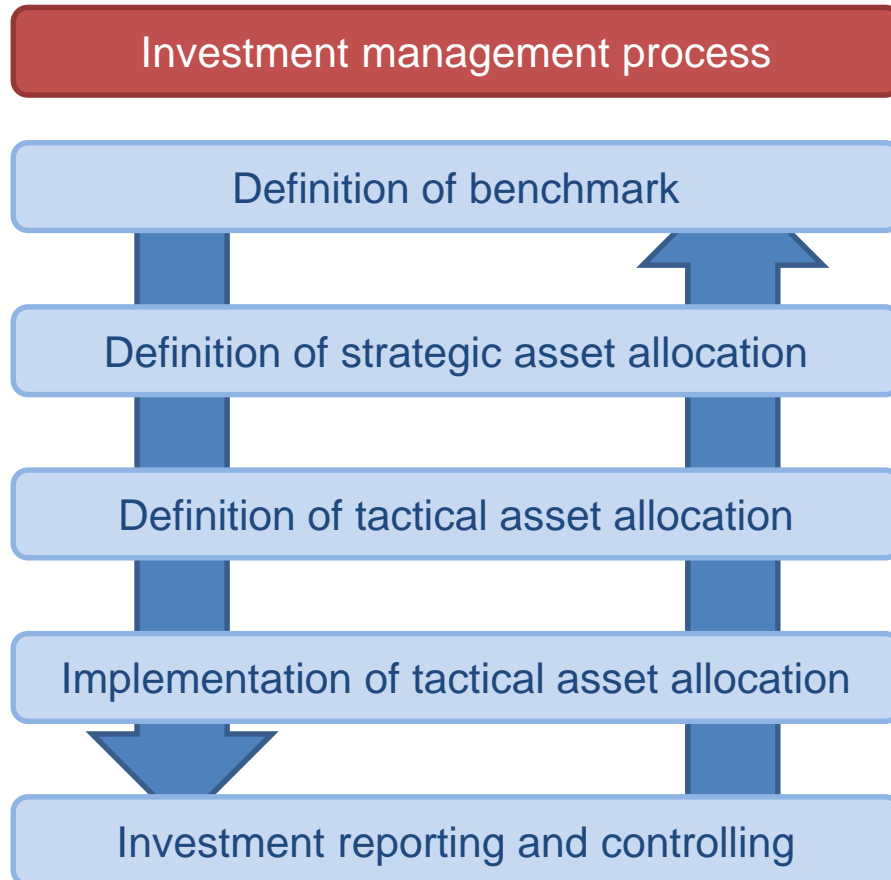 Investment management process
Definition of benchmark
Definition of strategic asset allocation
Definition of tactical asset allocation
Implementation of tactical asset allocation
Investment reporting and controlling